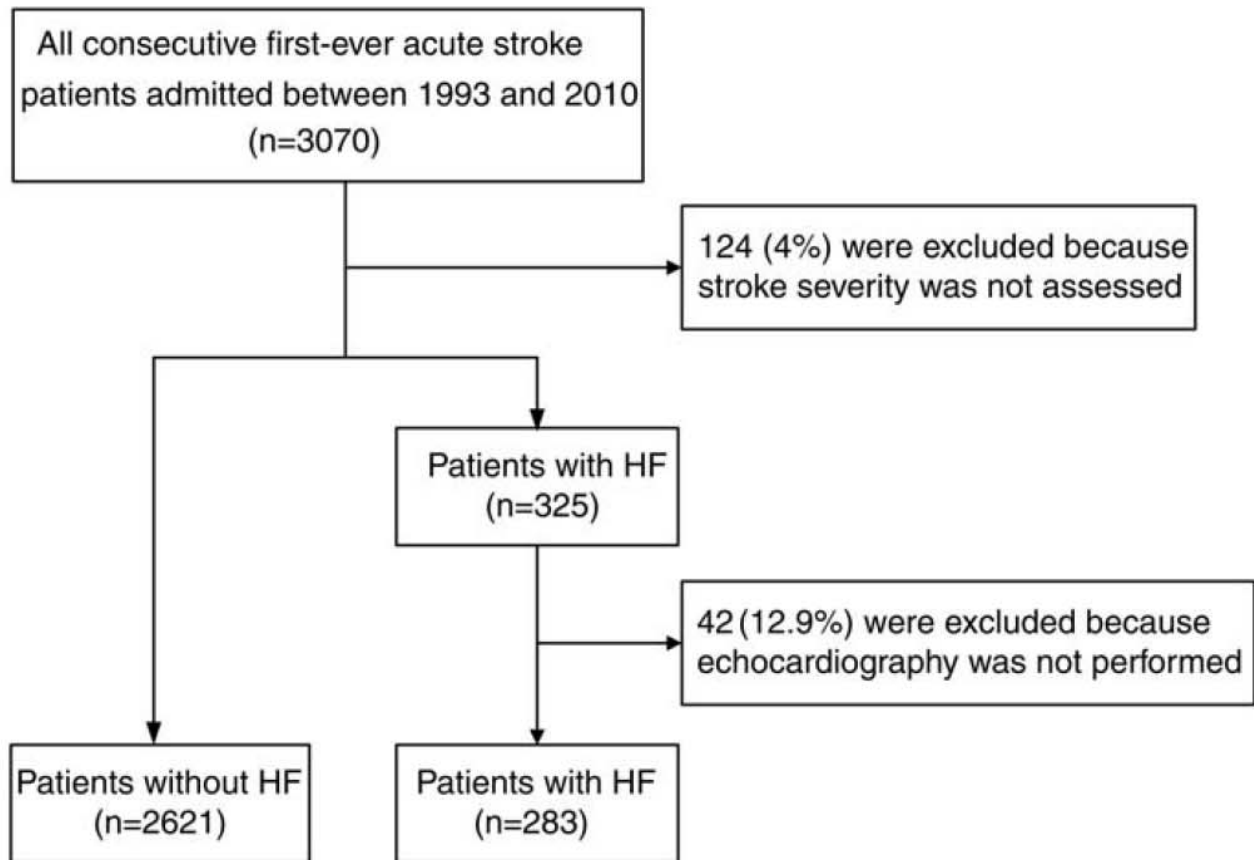 All consecutive first-ever acute stroke
patients admitted between 1993 and 2010
(n=3070)
124 (4%) were excluded because
stroke severity was not assessed
Patients with HF
(n=325)
42 (12.9%) were excluded because
echocardiography was not performed
Patients without HF
(n=2621)
Patients with HF
(n=283)